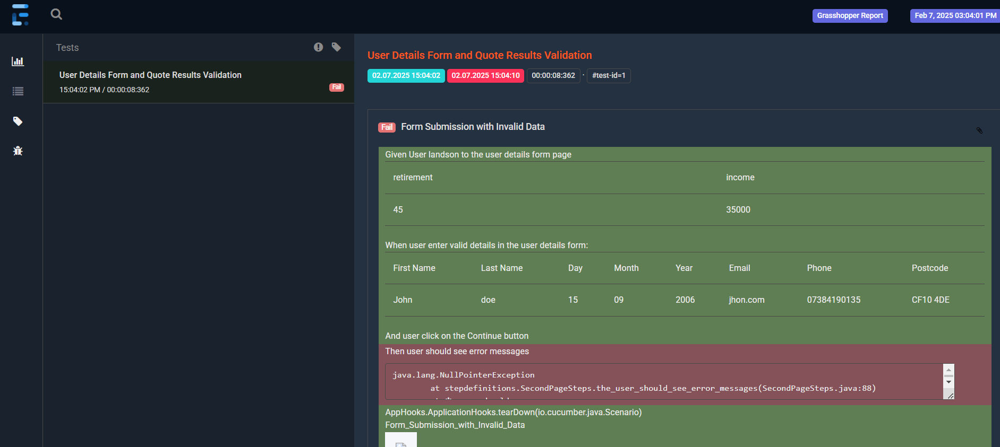 Grasshopper Report
Feb 7, 2025 03:04:01 PM
Tests
User Details Form and Quote Results Validation
15:04:02 PM / 00:00:08:362
Fail
User Details Form and Quote Results Validation
02.07.2025 15:04:02 02.07.2025 15:04:10 00:00:08:362 · #test-id=1
Fail Form Submission with Invalid Data
Given User landson to the user details form page
retirement income
45 35000
When user enter valid details in the user details form:
First Name Last Name Day Month Year Email Phone Postcode
John doe 15 09 2006 jhon.com 07384190135 CF10 4DE
And user click on the Continue button
Then user should see error messages
java.lang.NullPointerException
at stepdefinitions.SecondPageSteps.the_user_should_see_error_messages(SecondPageSteps.java:88)
AppHooks.ApplicationHooks.tearDown(io.cucumber.java.Scenario)
Form_Submission_with_Invalid_Data